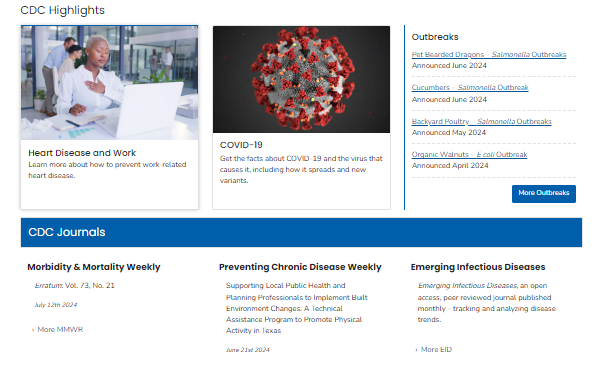 CDC Highlights
Heart Disease and Work
Learn more about how to prevent work-related
heart disease.
COVID-19
Get the facts about COVID-19 and the virus that
causes it, including how it spreads and new
variants.
Outbreaks
Pet Bearded Dragons - Salmonella Outbreaks
Announced June 2024
Cucumbers - Salmonella Outbreak
Announced June 2024
Backyard Poultry - Salmonella Outbreaks
Announced May 2024
Organic Walnuts - E coli Outbreak
Announced April 2024
More Outbreaks
CDC Journals
Morbidity & Mortality Weekly
Erratum: Vol. 73, No. 21
July 12th 2024
› More MMWR
Preventing Chronic Disease Weekly
Supporting Local Public Health and
Planning Professionals to Implement Built
Environment Changes: A Technical
Assistance Program to Promote Physical
Activity in Texas
June 21st 2024
Emerging Infectious Diseases
Emerging Infectious Diseases, is an open
access, peer reviewed journal published
monthly - tracking and analyzing disease
trends.
› More EID